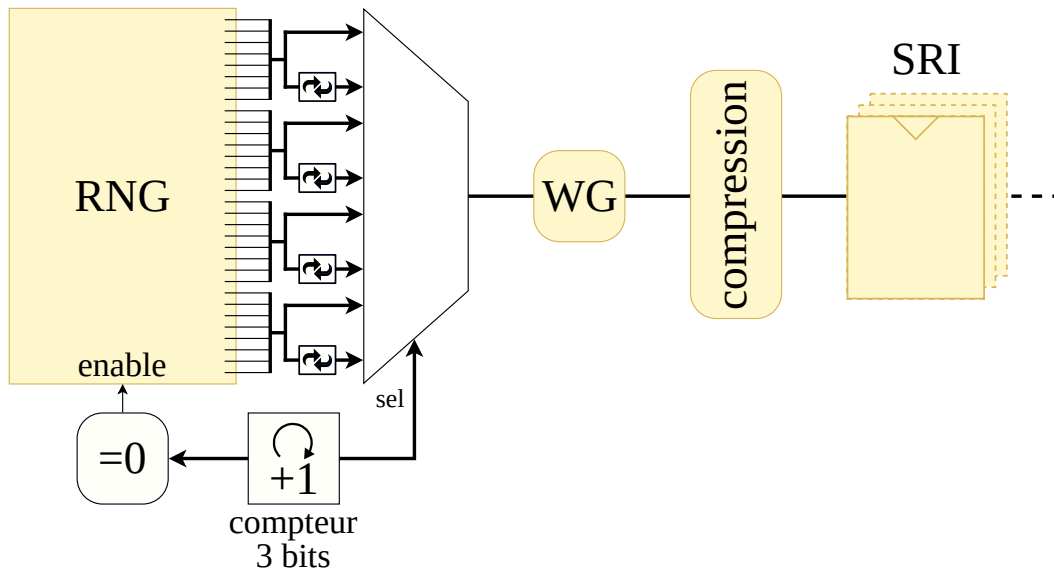 SRI
RNG
WG
compression
enable
sel
=0
+1
compteur
3 bits